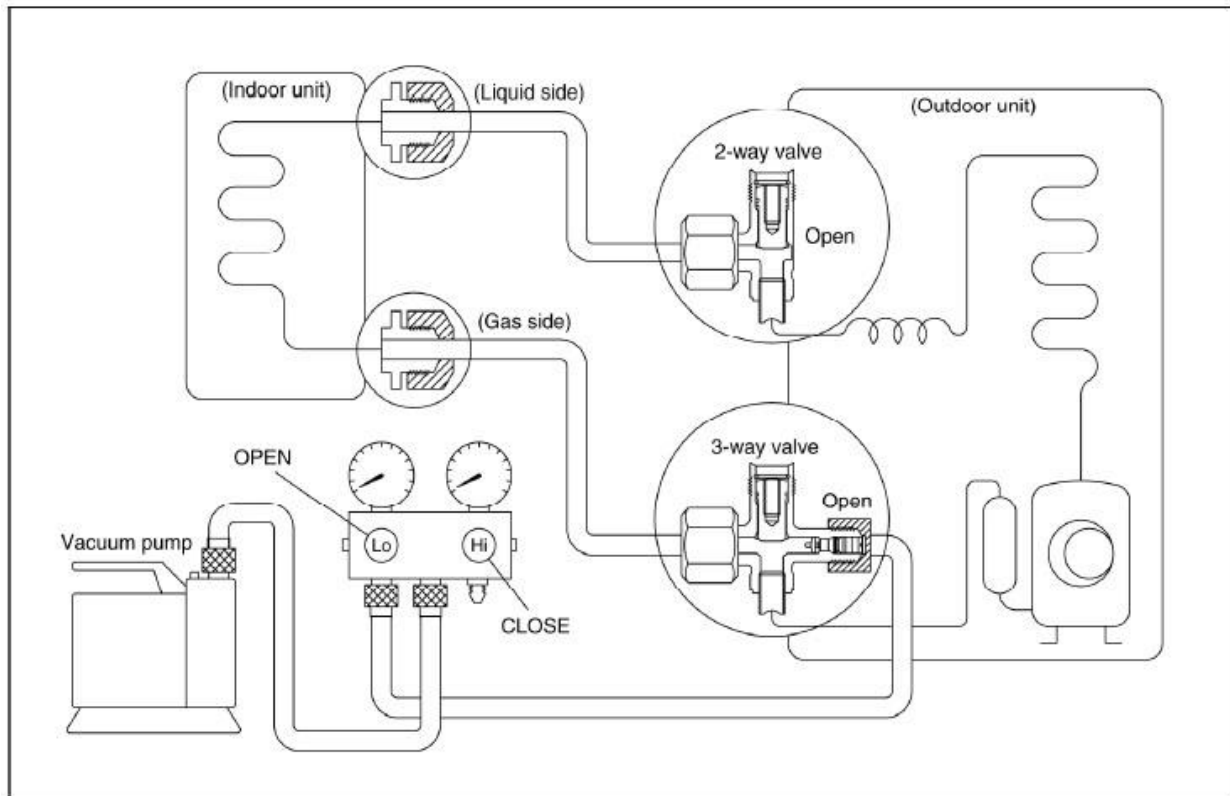 (Indoor unit)
(Liquid side)
(Outdoor unit)
2-way valve
Open
(Gas side)
3-way valve
Open
OPEN
Lo
Hi
Vacuum pump
CLOSE